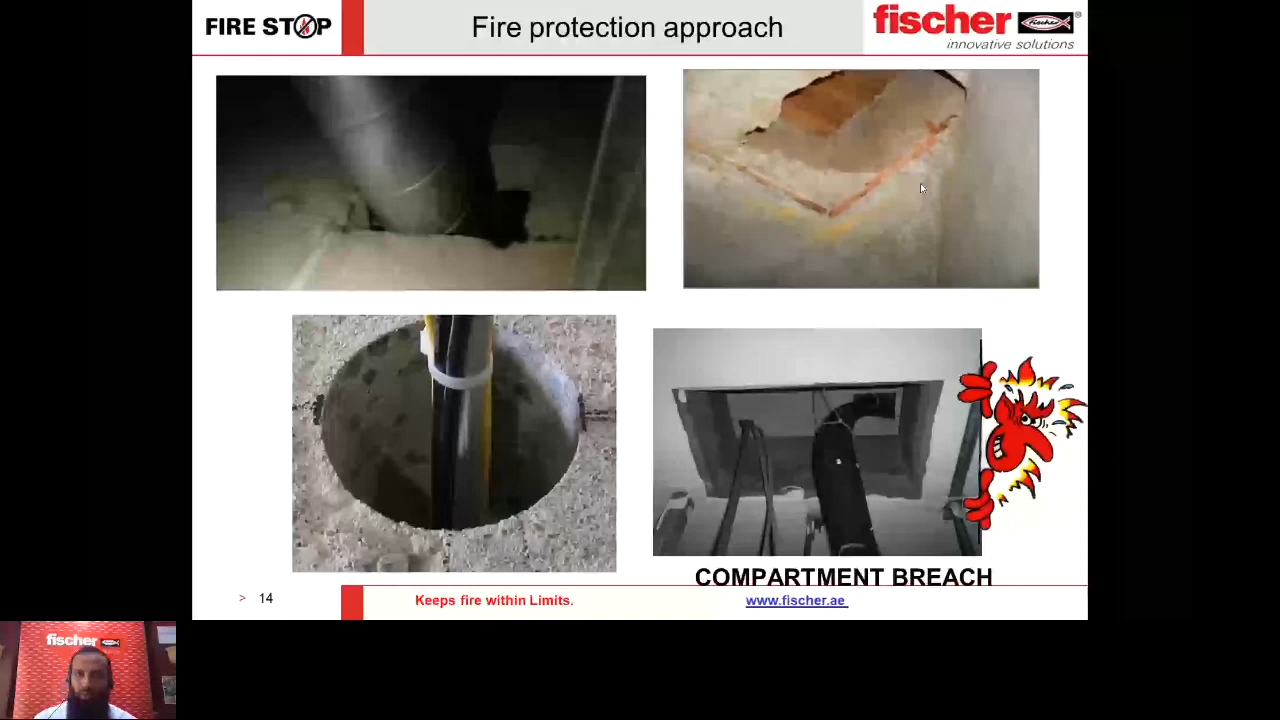 FIRE STOP
Fire protection approach
fischer
innovative solutions
COMPARTMENT BREACH
> 14
Keeps fire within Limits.
www.fischer.ae
fischer